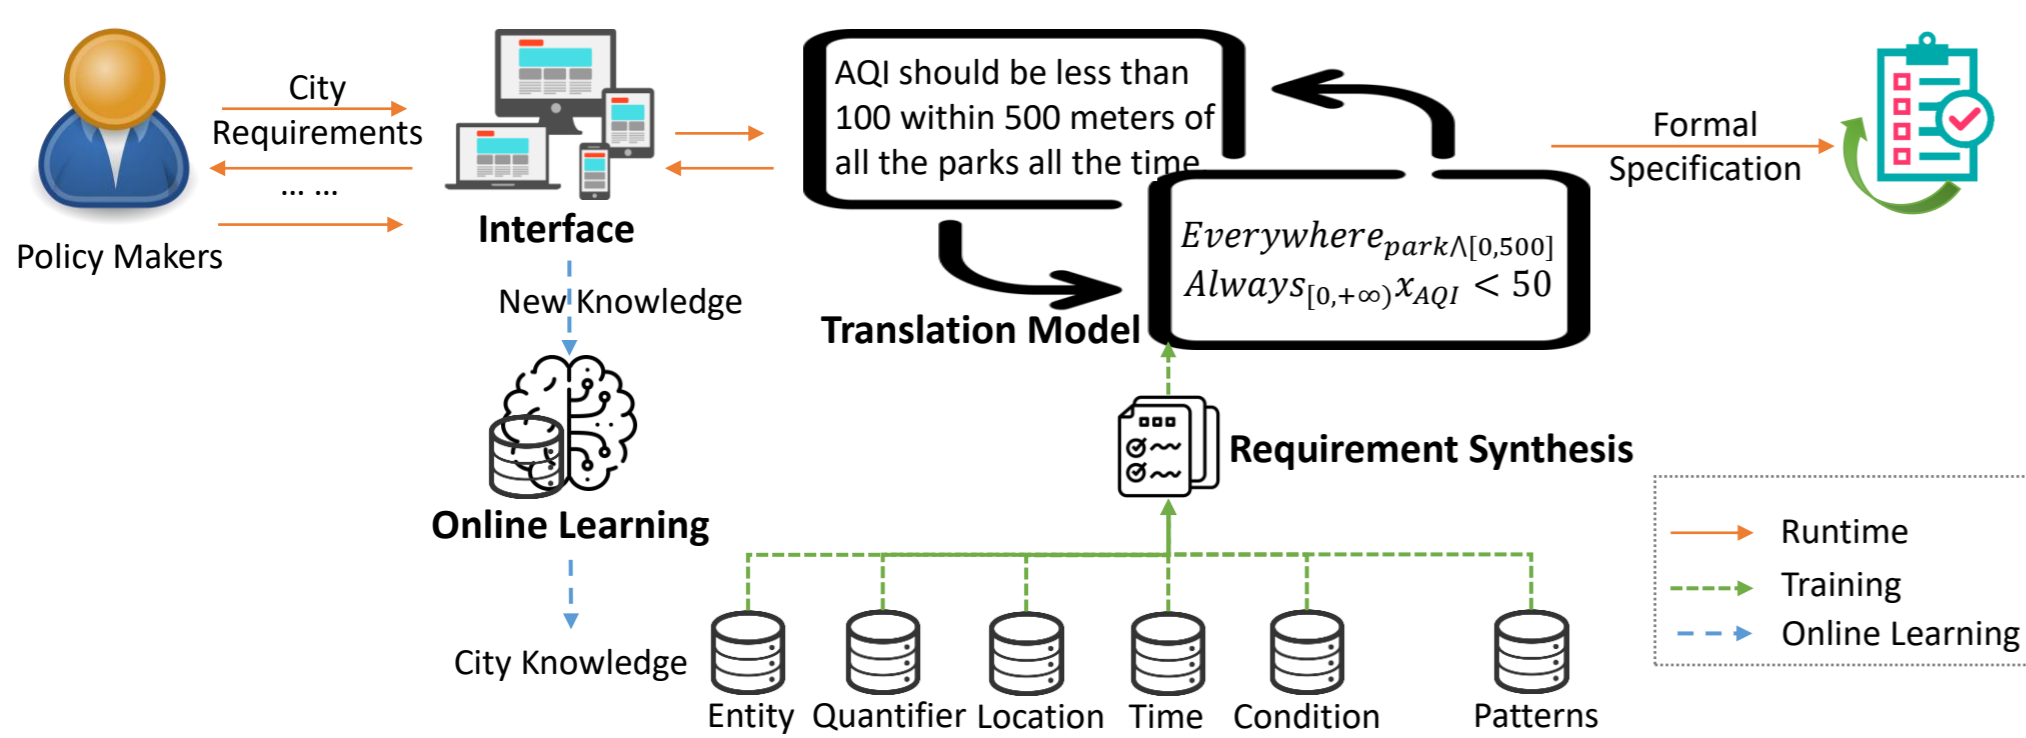 City
Requirements
... ...
Policy Makers
Interface
New Knowledge
Online Learning
City Knowledge
AQI should be less than
100 within 500 meters of
all the parks all the time
Everywhere_{park∧[0,500]}
Always_{[0,+∞)}x_{AQI} < 50
Translation Model
Formal
Specification
Requirement Synthesis
Entity
Quantifier
Location
Time
Condition
Patterns
Runtime
Training
Online Learning